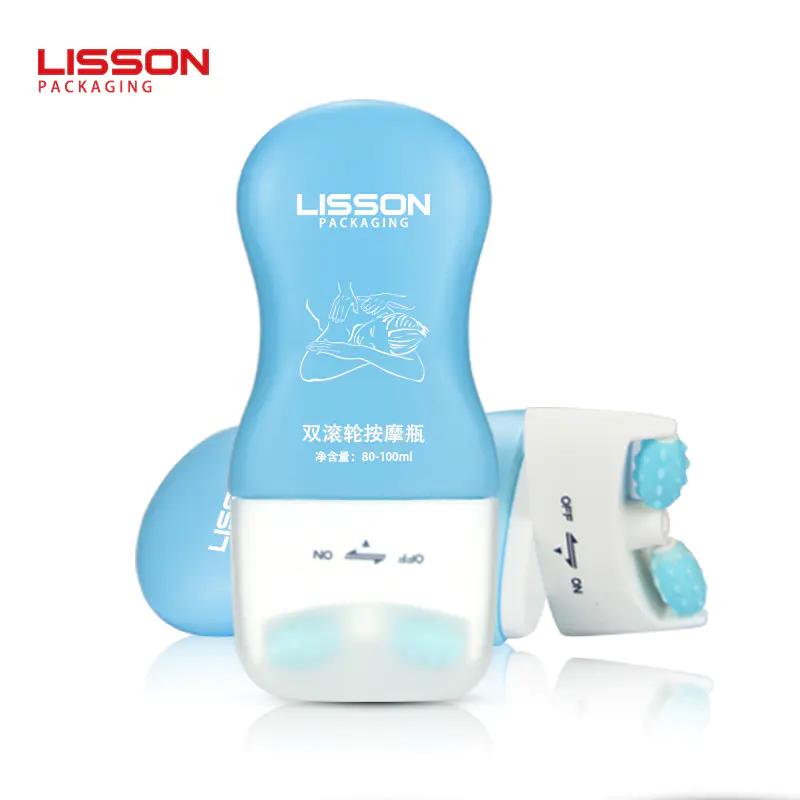 LISSON
PACKAGING
LISSON
PACKAGING
双滚轮按摩瓶
净含量：80-100ml
ON OFF
OFF ON